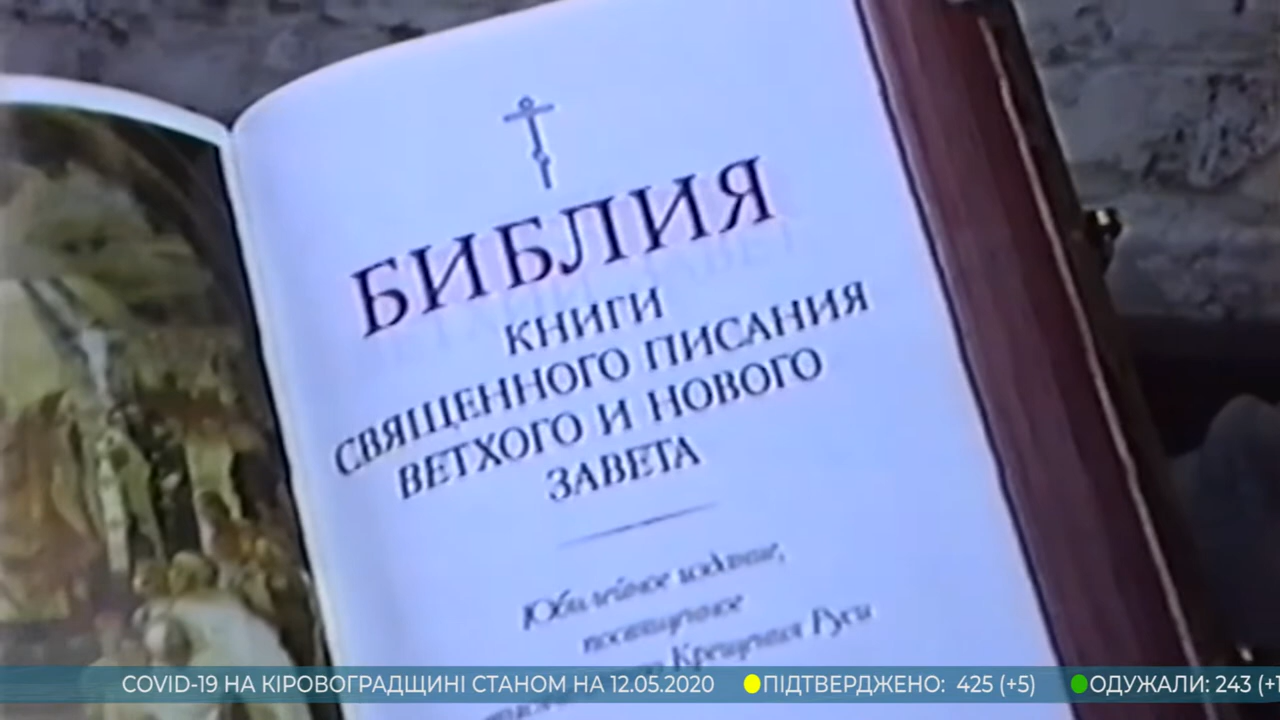 БИБЛИЯ
КНИГИ
СВЯЩЕННОГО ПИСАНИЯ
ВЕТХОГО И НОВОГО
ЗАВЕТА
Юбилейное издание,
посвященное
Крещения Руси
COVID-19 НА КІРОВОГРАДЩИНІ СТАНОМ НА 12.05.2020 ПІДТВЕРДЖЕНО: 425 (+5) ОДУЖАЛИ: 243 (+1